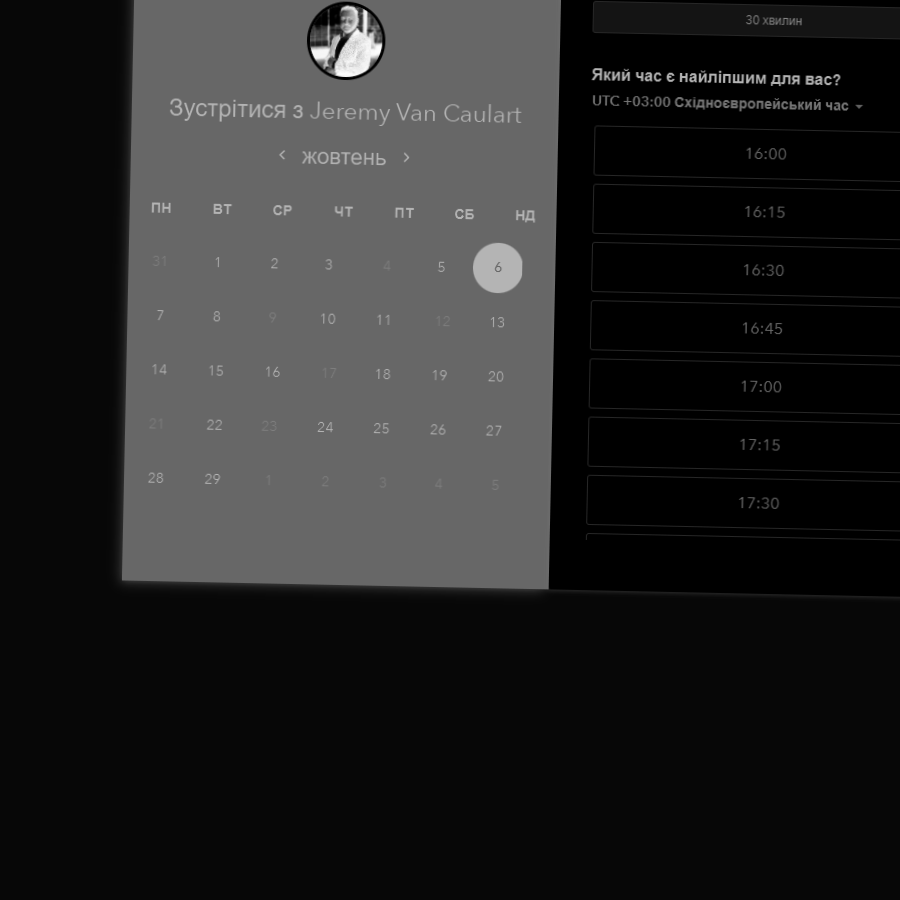 Зустрітися з Jeremy Van Caulart
жовтень
ПН ВТ СР ЧТ ПТ СБ НД
31 1 2 3 4 5 6
7 8 9 10 11 12 13
14 15 16 17 18 19 20
21 22 23 24 25 26 27
28 29 1 2 3 4 5
30 хвилин
Який час є найліпшим для вас?
UTC +03:00 Східноєвропейський час
16:00
16:15
16:30
16:45
17:00
17:15
17:30